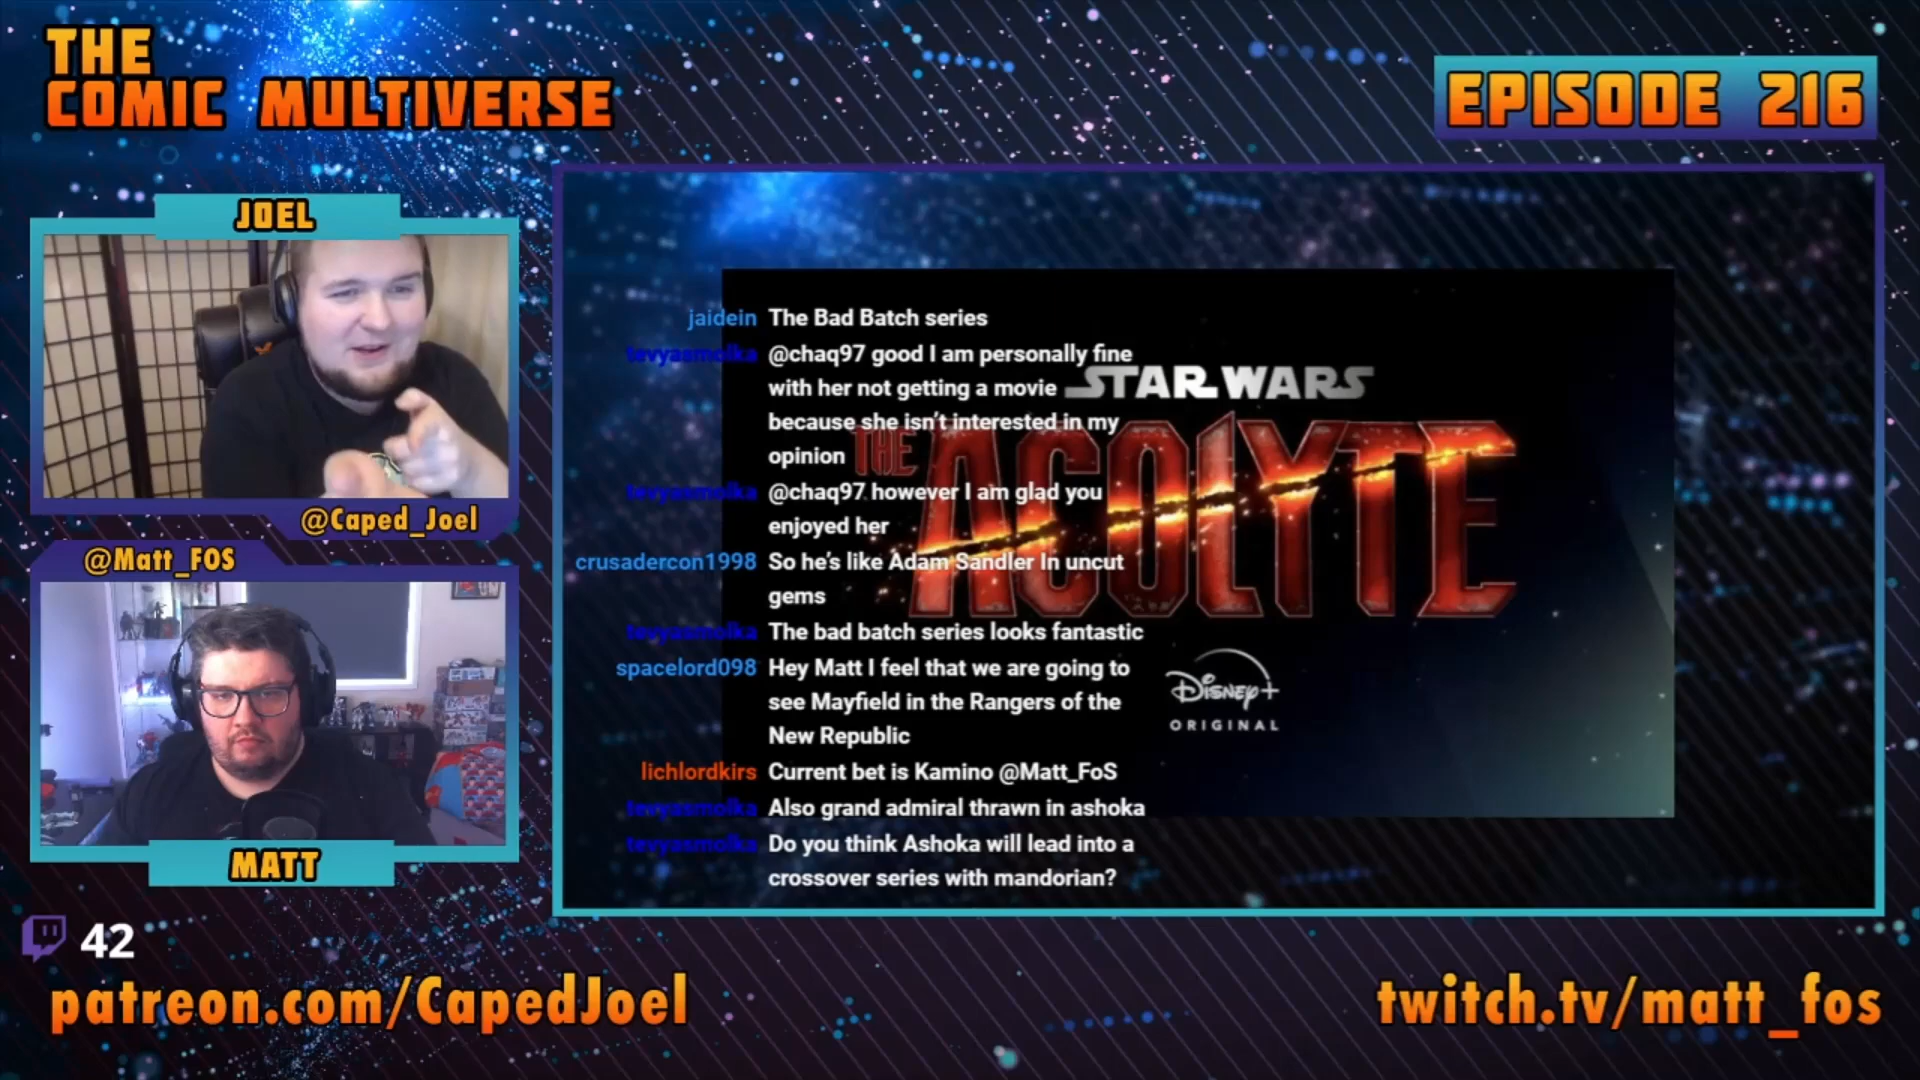 THE
COMIC MULTIVERSE
EPISODE 216
JOEL
@Caped_Joel
@Matt_FOS
MATT
jaidein The Bad Batch series
tevyasmolka @chaq97 good I am personally fine
with her not getting a movie
because she isn't interested in my
opinion
tevyasmolka @chaq97 however I am glad you
enjoyed her
crusadercon1998 So he's like Adam Sandler In uncut
gems
tevyasmolka The bad batch series looks fantastic
spacelord098 Hey Matt I feel that we are going to
see Mayfield in the Rangers of the
New Republic
lichlordkirs Current bet is Kamino @Matt_FoS
tevyasmolka Also grand admiral thrawn in ashoka
tevyasmolka Do you think Ashoka will lead into a
crossover series with mandorian?
STAR WARS
THE ACOLYTE
Disney+
ORIGINAL
42
patreon.com/CapedJoel
twitch.tv/matt_fos